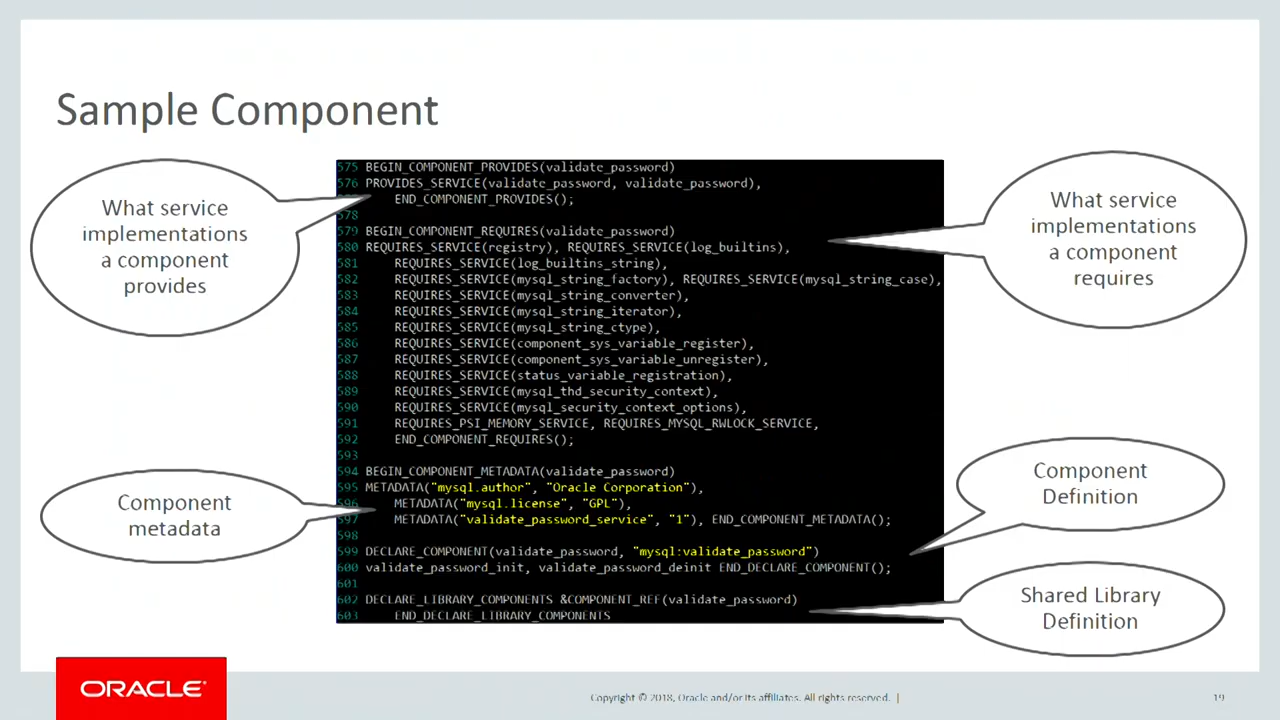 Sample Component
What service
implementations
a component
provides
What service
implementations
a component
requires
575 BEGIN_COMPONENT_PROVIDES(validate_password)
576 PROVIDES_SERVICE(validate_password, validate_password),
END_COMPONENT_PROVIDES();
578
579 BEGIN_COMPONENT_REQUIRES(validate_password)
580 REQUIRES_SERVICE(registry), REQUIRES_SERVICE(log_builtins),
581 REQUIRES_SERVICE(log_builtins_string),
582 REQUIRES_SERVICE(mysql_string_factory), REQUIRES_SERVICE(mysql_string_case),
583 REQUIRES_SERVICE(mysql_string_converter),
584 REQUIRES_SERVICE(mysql_string_iterator),
585 REQUIRES_SERVICE(mysql_string_ctype),
586 REQUIRES_SERVICE(component_sys_variable_register),
587 REQUIRES_SERVICE(component_sys_variable_unregister),
588 REQUIRES_SERVICE(status_variable_registration),
589 REQUIRES_SERVICE(mysql_thd_security_context),
590 REQUIRES_SERVICE(mysql_security_context_options),
591 REQUIRES_PSI_MEMORY_SERVICE, REQUIRES_MYSQL_RWLOCK_SERVICE,
592 END_COMPONENT_REQUIRES();
593
594 BEGIN_COMPONENT_METADATA(validate_password)
595 METADATA("mysql.author", "Oracle Corporation"),
596 METADATA("mysql.license", "GPL"),
597 METADATA("validate_password_service", "1"), END_COMPONENT_METADATA();
598
599 DECLARE_COMPONENT(validate_password, "mysql:validate_password")
600 validate_password_init, validate_password_deinit END_DECLARE_COMPONENT();
601
602 DECLARE_LIBRARY_COMPONENTS &COMPONENT_REF(validate_password)
603 END_DECLARE_LIBRARY_COMPONENTS
Component
metadata
Component
Definition
Shared Library
Definition
ORACLE®
Copyright © 2018, Oracle and/or its affiliates. All rights reserved. |
19